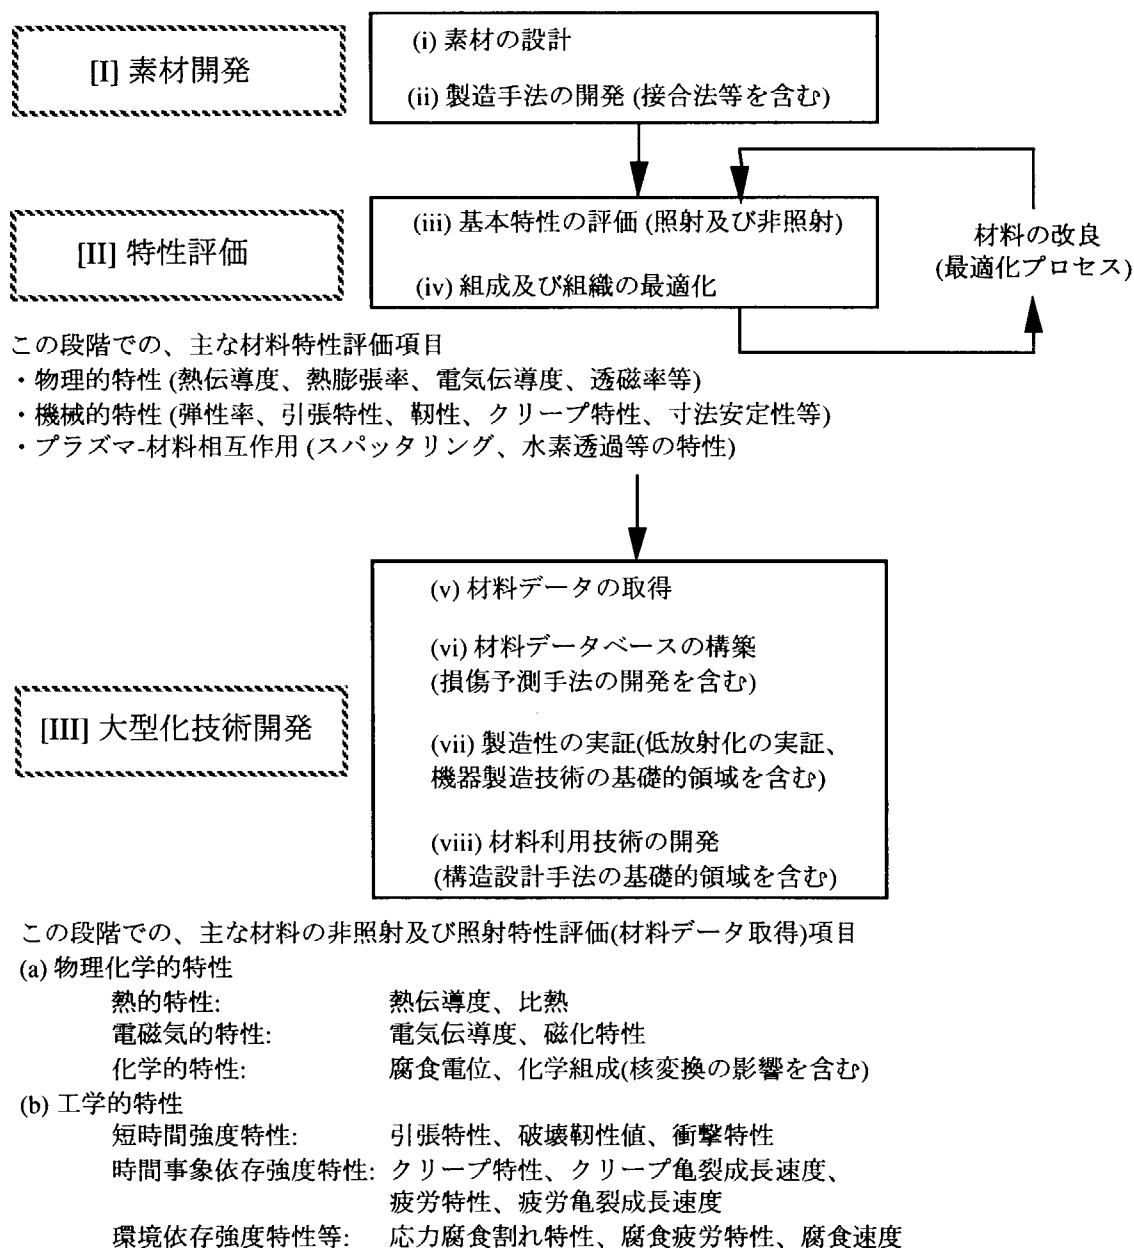 [I] 素材開発
(i) 素材の設計
(ii) 製造手法の開発 (接合法等を含む)
[II] 特性評価
(iii) 基本特性の評価 (照射及び非照射)
(iv) 組成及び組織の最適化
材料の改良
(最適化プロセス)
この段階での、主な材料特性評価項目
・物理的特性 (熱伝導度、熱膨張率、電気伝導度、透磁率等)
・機械的特性 (弾性率、引張特性、靭性、クリープ特性、寸法安定性等)
・プラズマ-材料相互作用 (スパッタリング、水素透過等の特性)
[III] 大型化技術開発
(v) 材料データの取得
(vi) 材料データベースの構築
(損傷予測手法の開発を含む)
(vii) 製造性の実証(低放射化の実証、
機器製造技術の基礎的領域を含む)
(viii) 材料利用技術の開発
(構造設計手法の基礎的領域を含む)
この段階での、主な材料の非照射及び照射特性評価(材料データ取得)項目
(a) 物理化学的特性
熱的特性: 熱伝導度、比熱
電磁気的特性: 電気伝導度、磁化特性
化学的特性: 腐食電位、化学組成(核変換の影響を含む)
(b) 工学的特性
短時間強度特性: 引張特性、破壊靭性値、衝撃特性
時間事象依存強度特性: クリープ特性、クリープ亀裂成長速度、
疲労特性、疲労亀裂成長速度
環境依存強度特性等: 応力腐食割れ特性、腐食疲労特性、腐食速度